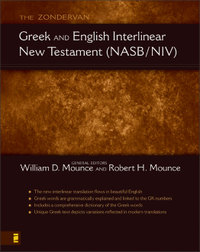 THE ZONDERVAN
Greek AND English Interlinear
New Testament (NASB/NIV)
GENERAL EDITORS
William D. Mounce and Robert H. Mounce
The new interlinear translation flows in beautiful English
Greek words are grammatically explained and linked to the GK numbers
Includes a comprehensive dictionary of the Greek words
Unique Greek text depicts variations reflected in modern translations